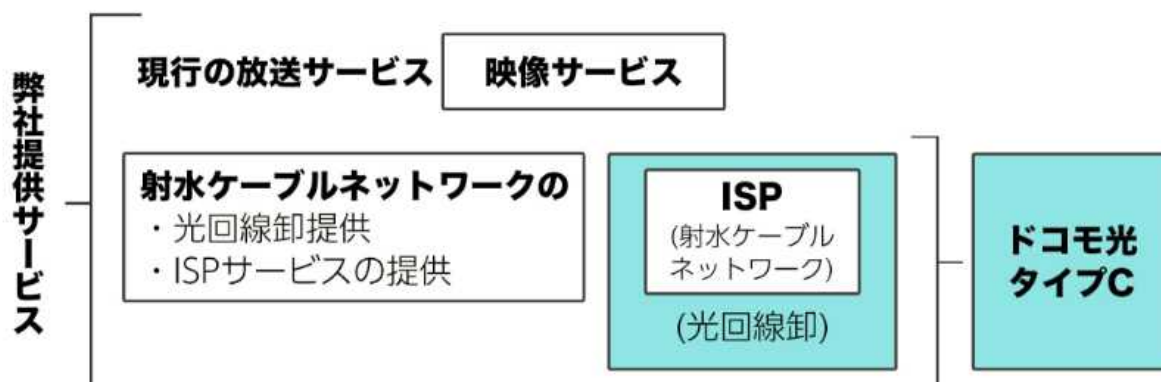 弊社提供サービス
現行の放送サービス
映像サービス
射水ケーブルネットワークの
・光回線卸提供
・ISPサービスの提供
ISP
(射水ケーブル
ネットワーク)
(光回線卸)
ドコモ光
タイプC